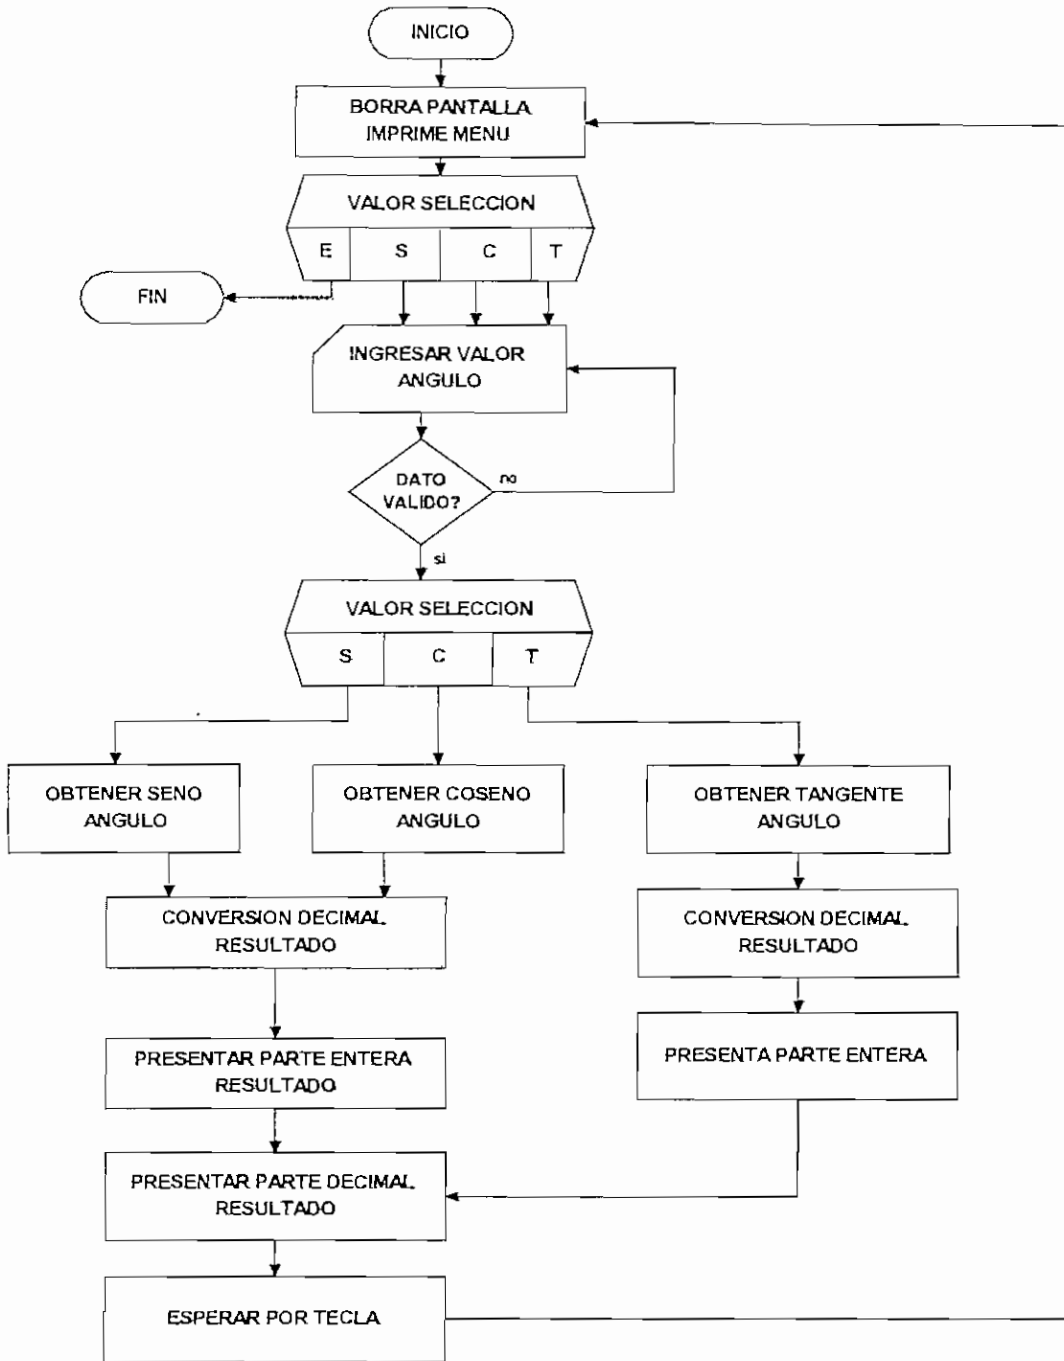 INICIO
BORRA PANTALLA
IMPRIME MENU
VALOR SELECCION
E S C T
FIN
INGRESAR VALOR
ANGULO
DATO
VALIDO?
no
si
VALOR SELECCION
S C T
OBTENER SENO
ANGULO
OBTENER COSENO
ANGULO
OBTENER TANGENTE
ANGULO
CONVERSION DECIMAL
RESULTADO
CONVERSION DECIMAL
RESULTADO
PRESENTAR PARTE ENTERA
RESULTADO
PRESENTA PARTE ENTERA
PRESENTAR PARTE DECIMAL
RESULTADO
ESPERAR POR TECLA